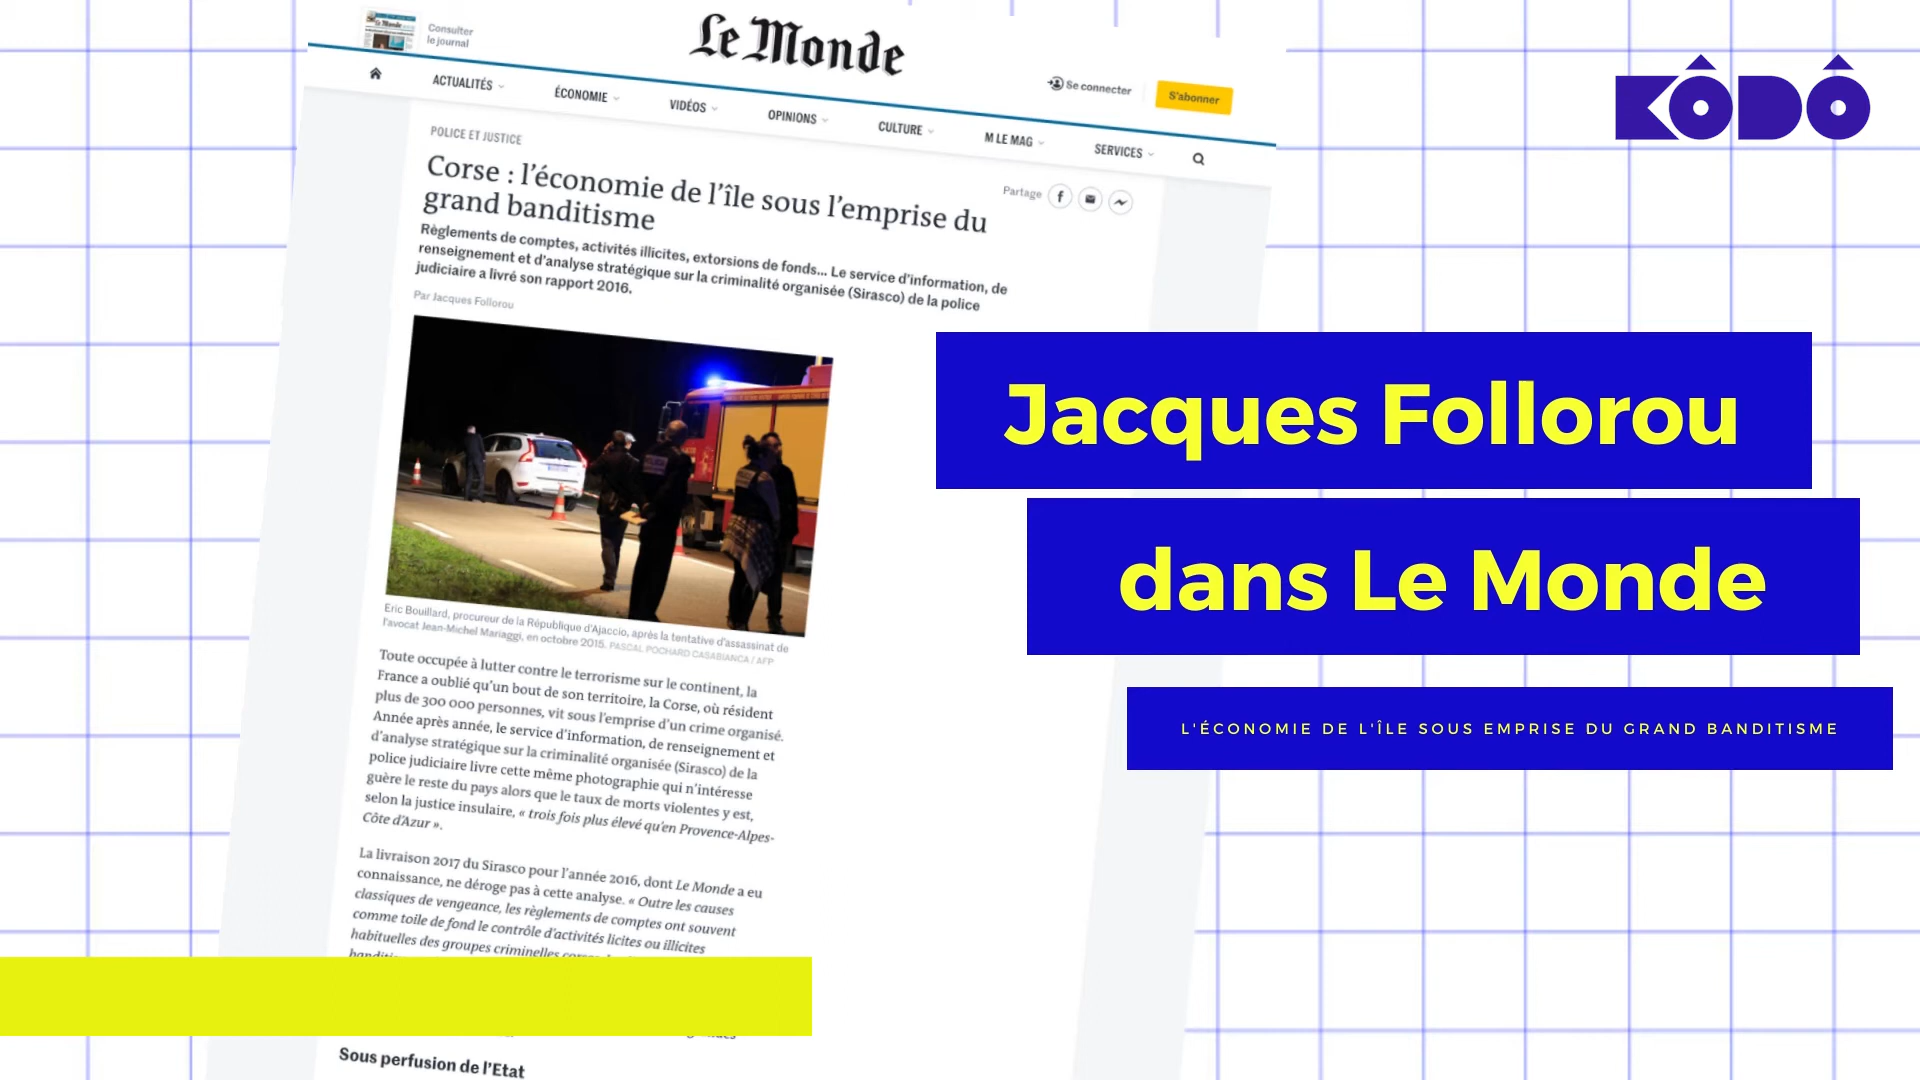 Consulter
le journal
Le Monde
Se connecter
S'abonner
ACTUALITÉS
ÉCONOMIE
VIDÉOS
OPINIONS
CULTURE
M LE MAG
SERVICES
KÔDÔ
POLICE ET JUSTICE
Corse : l’économie de l’île sous l’emprise du
grand banditisme
Partage
Règlements de comptes, activités illicites, extorsions de fonds… Le service d’information, de
renseignement et d’analyse stratégique sur la criminalité organisée (Sirasco) de la police
judiciaire a livré son rapport 2016.
Par Jacques Follorou
Jacques Follorou
dans Le Monde
L'ÉCONOMIE DE L'ÎLE SOUS EMPRISE DU GRAND BANDITISME
Eric Bouillard, procureur de la République d’Ajaccio, après la tentative d’assassinat de
l’avocat Jean-Michel Mariaggi, en octobre 2015. PASCAL POCHARD CASABIANCA / AFP
Toute occupée à lutter contre le terrorisme sur le continent, la
France a oublié qu’un bout de son territoire, la Corse, où résident
plus de 300 000 personnes, vit sous l’emprise d’un crime organisé.
Année après année, le service d’information, de renseignement et
d’analyse stratégique sur la criminalité organisée (Sirasco) de la
police judiciaire livre cette même photographie qui n’intéresse
guère le reste du pays alors que le taux de morts violentes y est,
selon la justice insulaire, « trois fois plus élevé qu’en Provence-Alpes-
Côte d’Azur ».
La livraison 2017 du Sirasco pour l’année 2016, dont Le Monde a eu
connaissance, ne déroge pas à cette analyse. « Outre les causes
classiques de vengeance, les règlements de comptes ont souvent
comme toile de fond le contrôle d’activités licites ou illicites
habituelles des groupes criminelles
Sous perfusion de l’Etat